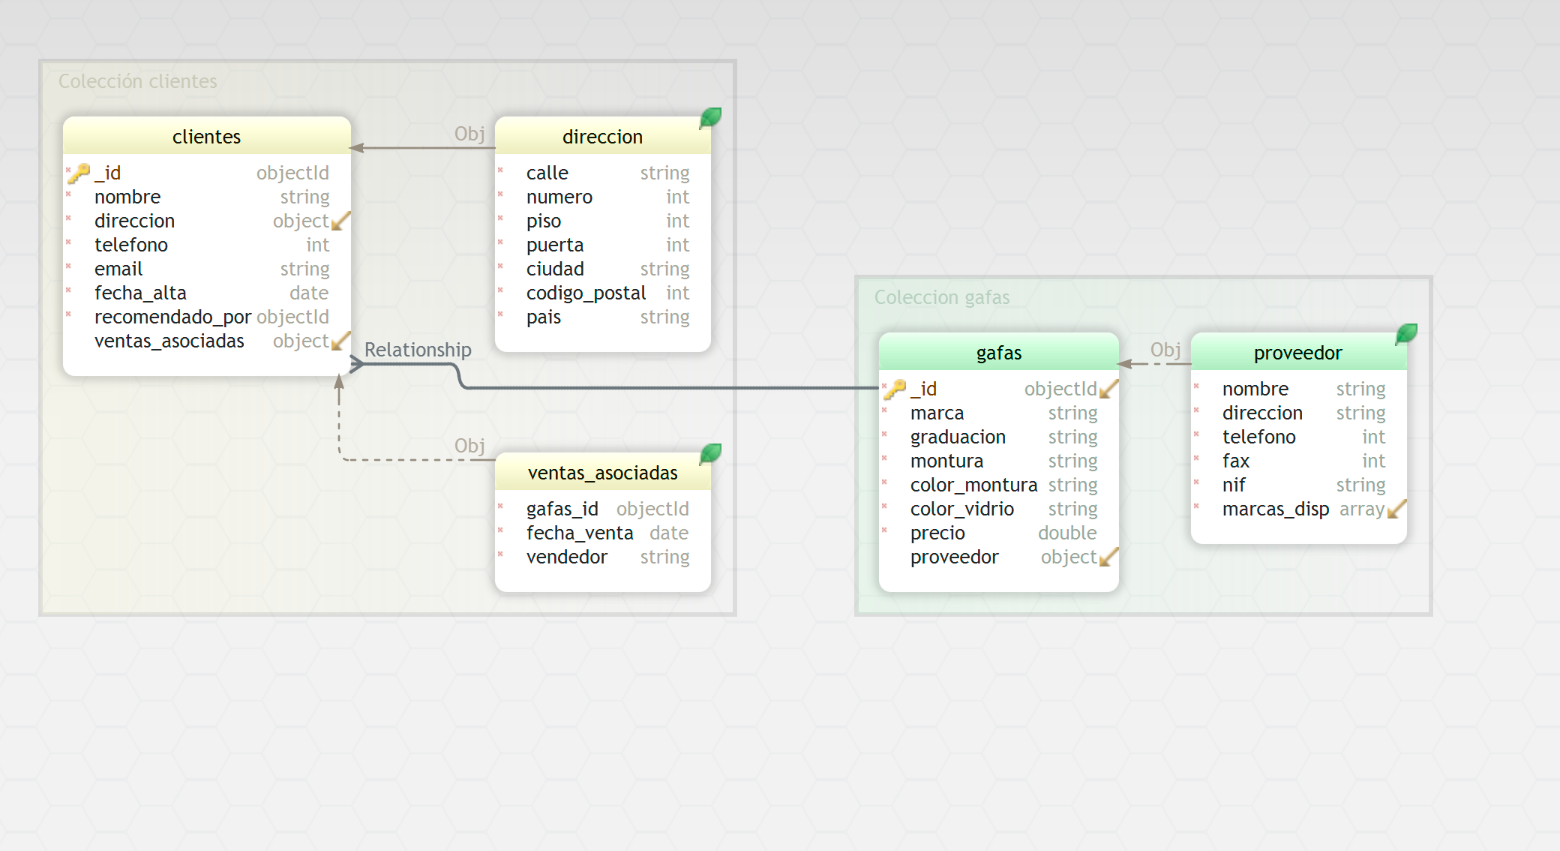 Colección clientes
clientes
_id objectId
nombre string
direccion object
telefono int
email string
fecha_alta date
recomendado_por objectId
ventas_asociadas object
Obj
direccion
calle string
numero int
piso int
puerta int
ciudad string
codigo_postal int
pais string
Relationship
Obj
ventas_asociadas
gafas_id objectId
fecha_venta date
vendedor string
Coleccion gafas
gafas
_id objectId
marca string
graduacion string
montura string
color_montura string
color_vidrio string
precio double
proveedor object
Obj
proveedor
nombre string
direccion string
telefono int
fax int
nif string
marcas_disp array